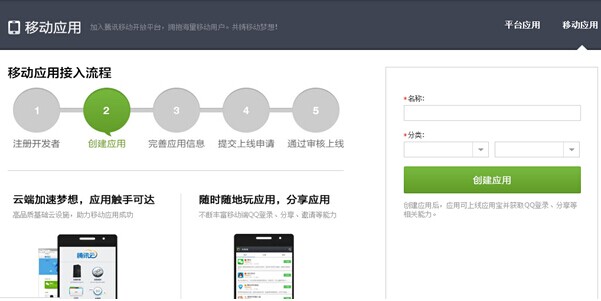 移动应用
加入腾讯移动开放平台，拥抱海量移动用户，共铸移动梦想！
平台应用
移动应用
移动应用接入流程
1
2
3
4
5
注册开发者
创建应用
完善应用信息
提交上线申请
通过审核上线
云端加速梦想，应用触手可达
高品质基础云设施，助力移动应用成功
腾讯云
随时随地玩应用，分享应用
不断丰富移动端QQ登录、分享、邀请等能力
*名称：
*分类：
创建应用
创建应用后，应用可上线应用宝并获取QQ登录、分享等
相关能力。